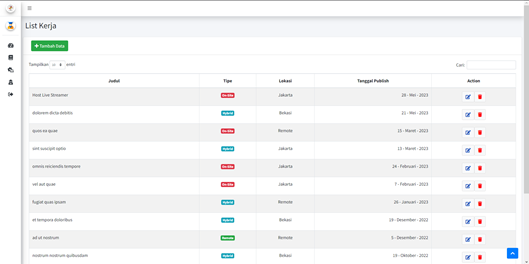 List Kerja
+ Tambah Data
Tampilkan 10 entri
Cari:
Judul Tipe Lokasi Tanggal Publish Action
Host Live Streamer On-Site Jakarta 28 - Mei - 2023
dolorem dicta debitis Hybrid Bekasi 21 - Mei - 2023
quos ea quae On-Site Remote 15 - Maret - 2023
sint suscipit optio Hybrid Jakarta 13 - Maret - 2023
omnis reiciendis tempore On-Site Jakarta 24 - Februari - 2023
vel aut quae On-Site Jakarta 7 - Februari - 2023
fugiat quas ipsam Hybrid Jakarta 26 - Januari - 2023
et tempora doloribus Hybrid Bekasi 19 - Desember - 2022
ad ut nostrum Remote Remote 5 - Desember - 2022
nostrum nostrum quibusdam Hybrid Bekasi - Oktober - 2022